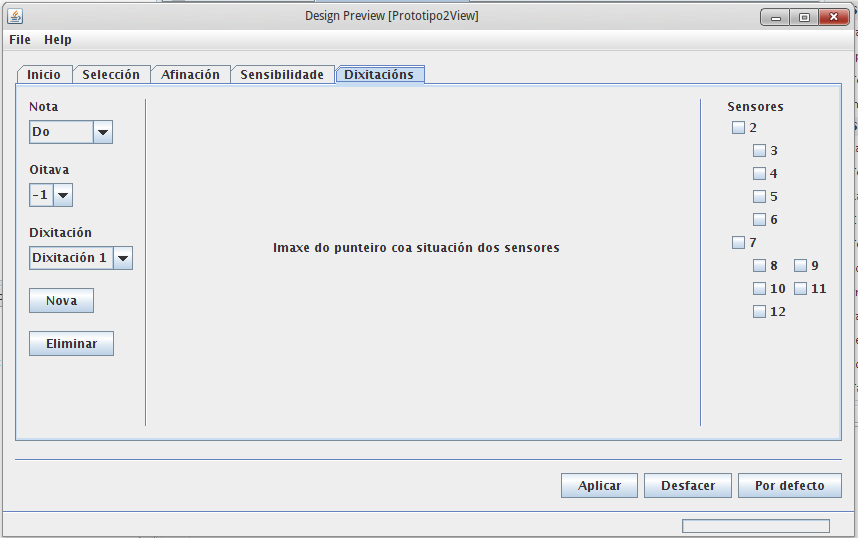 Design Preview [Prototipo2View]
File Help
Inicio Selección Afinación Sensibilidade Dixitacións
Nota
Do
Oitava
-1
Dixitación
Dixitación 1
Nova
Eliminar
Imaxe do punteiro coa situación dos sensores
Sensores
2
3
4
5
6
7
8 9
10 11
12
Aplicar Desfacer Por defecto